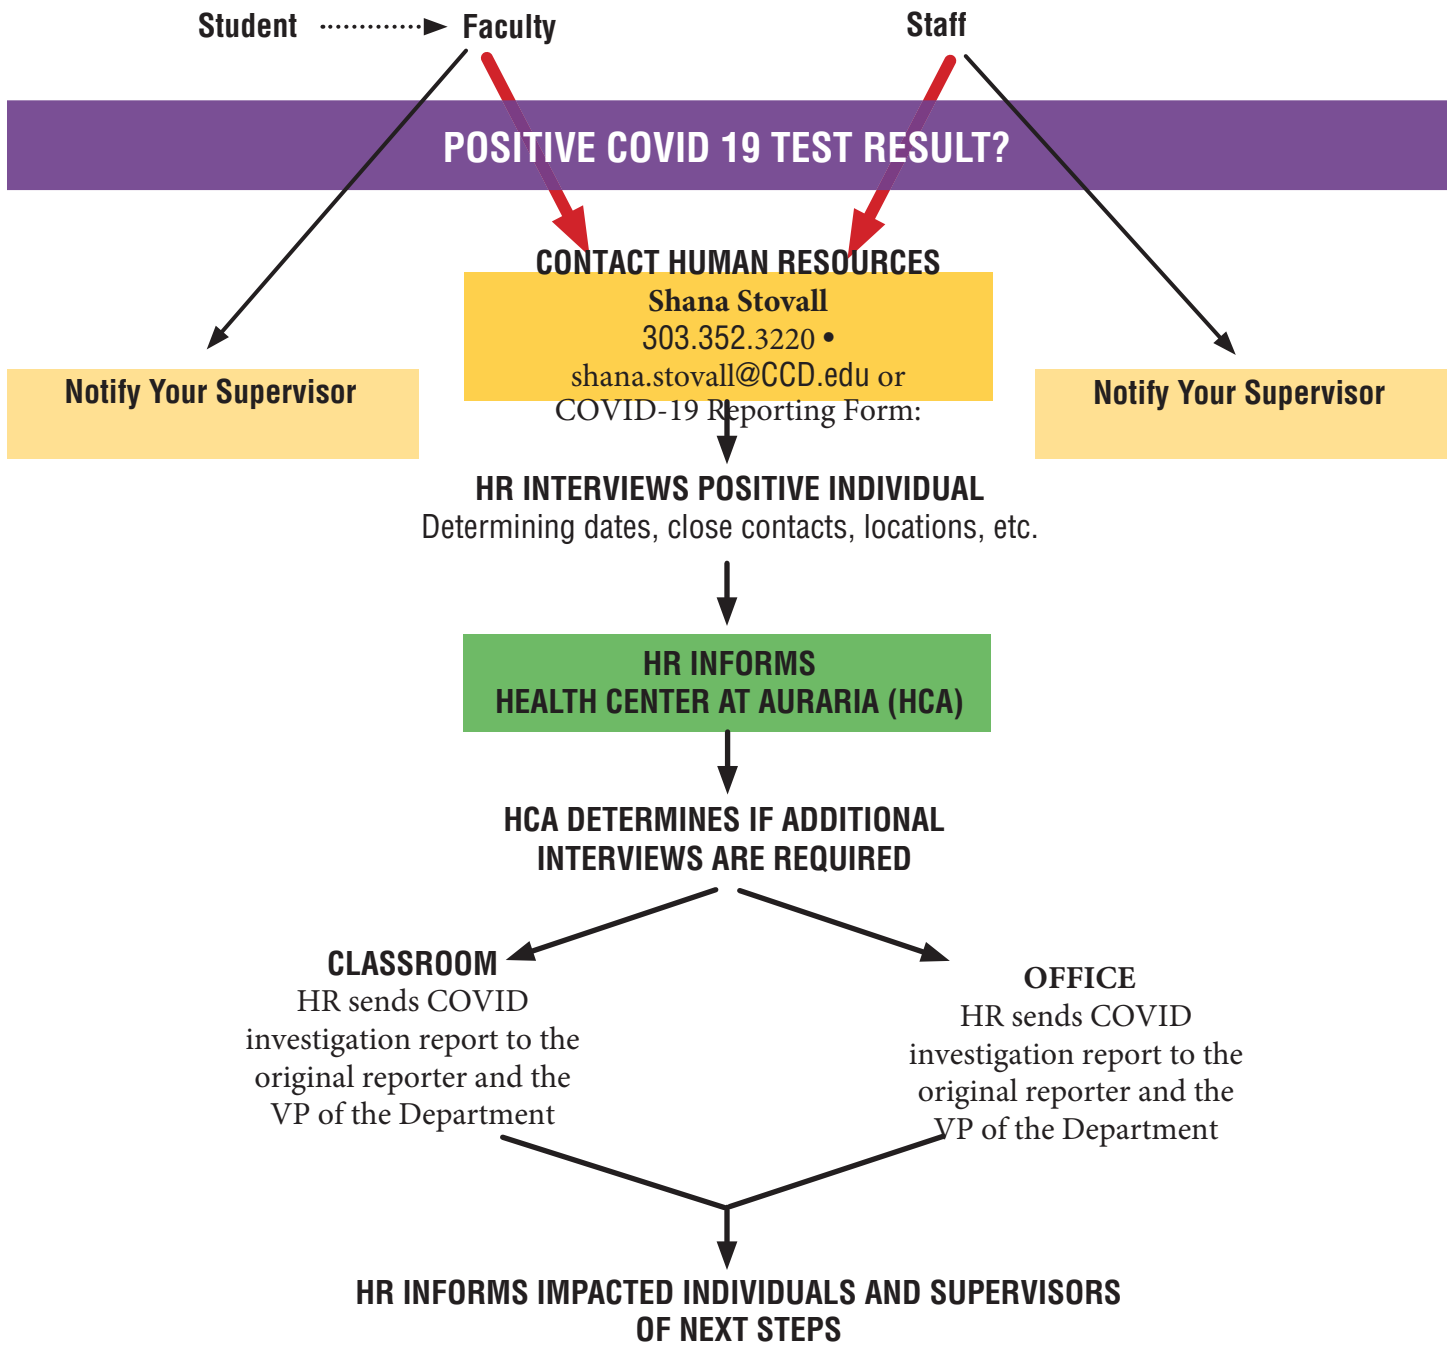 Student Faculty Staff
POSITIVE COVID 19 TEST RESULT?
CONTACT HUMAN RESOURCES
Shana Stovall
303.352.3220 •
shana.stovall@CCD.edu or
COVID-19 Reporting Form:
Notify Your Supervisor
Notify Your Supervisor
HR INTERVIEWS POSITIVE INDIVIDUAL
Determining dates, close contacts, locations, etc.
HR INFORMS
HEALTH CENTER AT AURARIA (HCA)
HCA DETERMINES IF ADDITIONAL
INTERVIEWS ARE REQUIRED
CLASSROOM
HR sends COVID
investigation report to the
original reporter and the
VP of the Department
OFFICE
HR sends COVID
investigation report to the
original reporter and the
VP of the Department
HR INFORMS IMPACTED INDIVIDUALS AND SUPERVISORS
OF NEXT STEPS